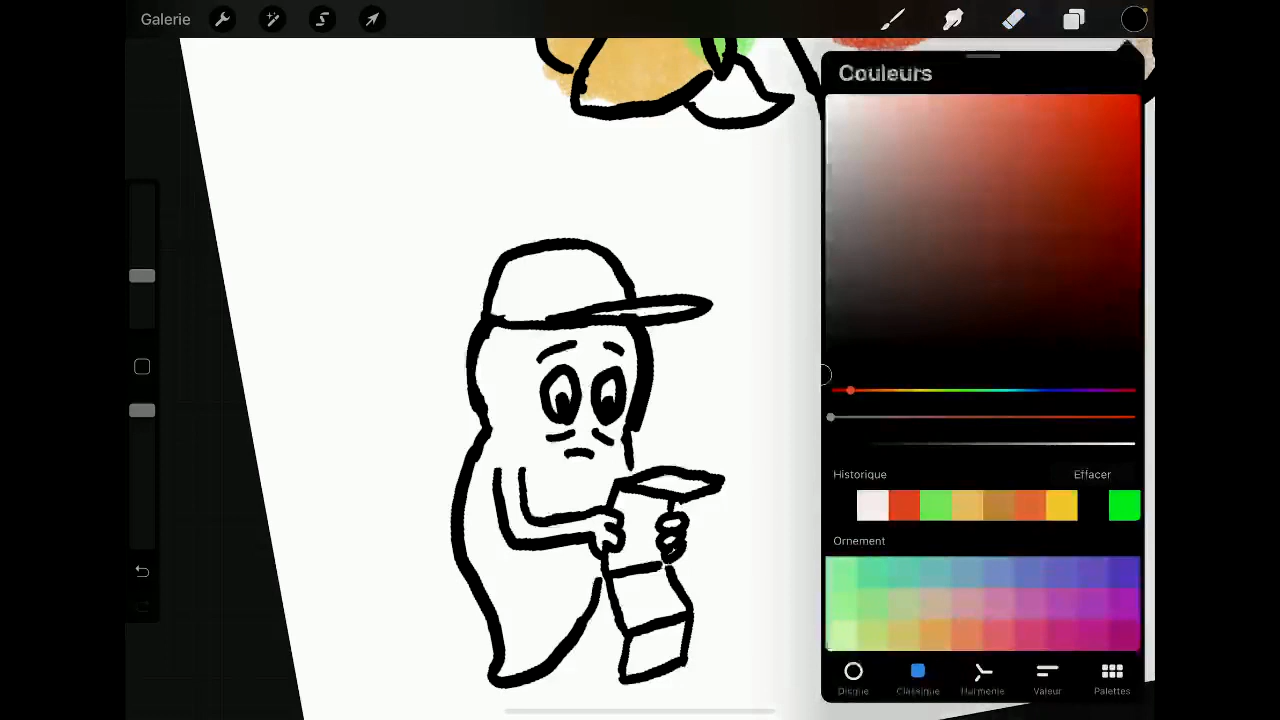 Galerie
Couleurs
Historique Effacer
Ornement
Disque Classique Harmonie Valeur Palettes